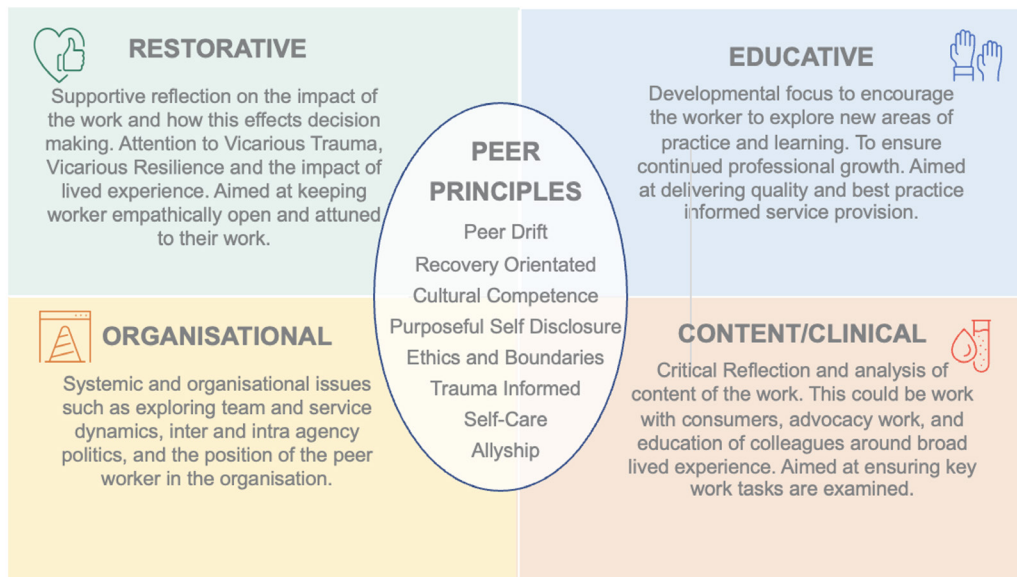 RESTORATIVE
Supportive reflection on the impact of
the work and how this effects decision
making. Attention to Vicarious Trauma,
Vicarious Resilience and the impact of
lived experience. Aimed at keeping
worker empathically open and attuned
to their work.
EDUCATIVE
Developmental focus to encourage
the worker to explore new areas of
practice and learning. To ensure
continued professional growth. Aimed
at delivering quality and best practice
informed service provision.
PEER
PRINCIPLES
Peer Drift
Recovery Orientated
Cultural Competence
Purposeful Self Disclosure
Ethics and Boundaries
Trauma Informed
Self-Care
Allyship
ORGANISATIONAL
Systemic and organisational issues
such as exploring team and service
dynamics, inter and intra agency
politics, and the position of the peer
worker in the organisation.
CONTENT/CLINICAL
Critical Reflection and analysis of
content of the work. This could be work
with consumers, advocacy work, and
education of colleagues around broad
lived experience. Aimed at ensuring key
work tasks are examined.